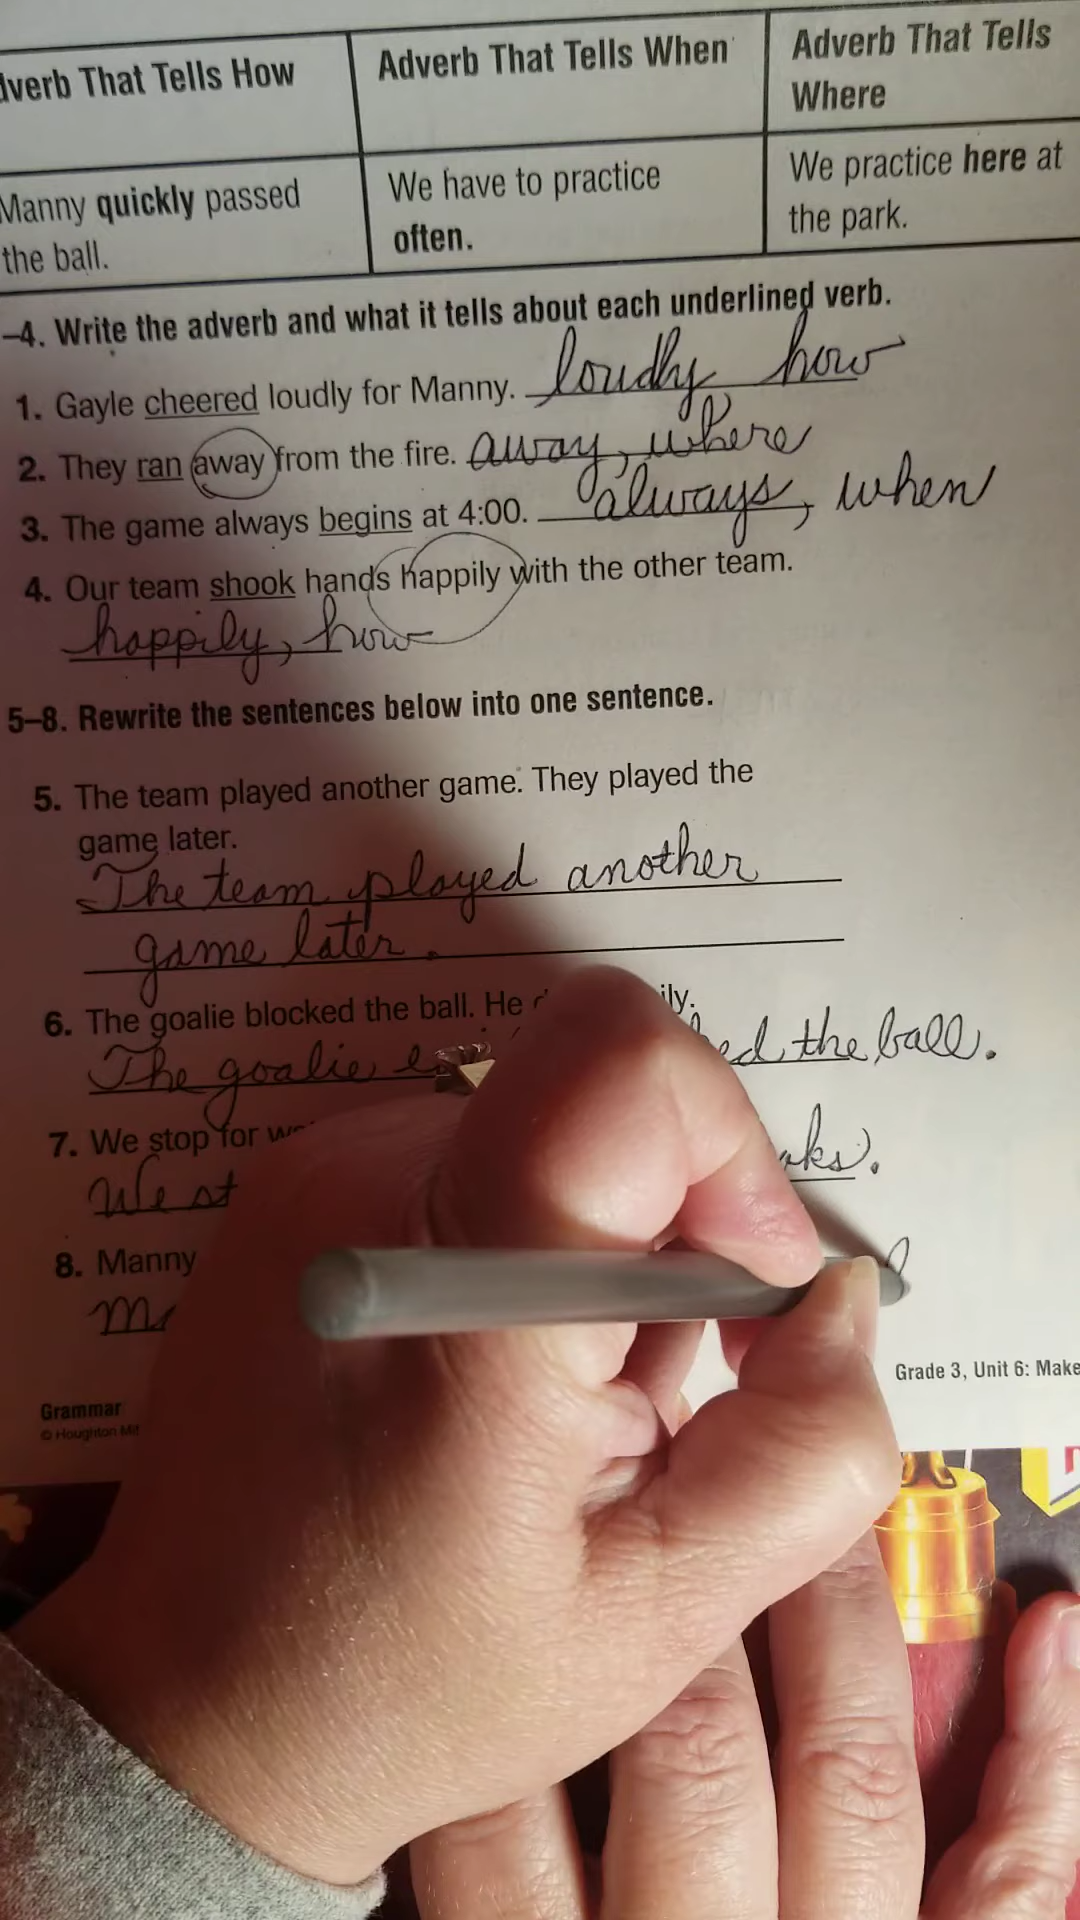 verb That Tells How
Adverb That Tells When
Adverb That Tells
Where
Manny quickly passed
the ball.
We have to practice
often.
We practice here at
the park.
–4. Write the adverb and what it tells about each underlined verb.
1. Gayle cheered loudly for Manny. loudly how
2. They ran away from the fire. away, where
3. The game always begins at 4:00. always, when
4. Our team shook hands happily with the other team.
happily, how
5–8. Rewrite the sentences below into one sentence.
5. The team played another game. They played the
game later.
The team played another
game later.
6. The goalie blocked the ball. He
The goalie the ball.
7. We stop for
We
8. Manny
Grade 3, Unit 6: Make
Grammar
© Houghton